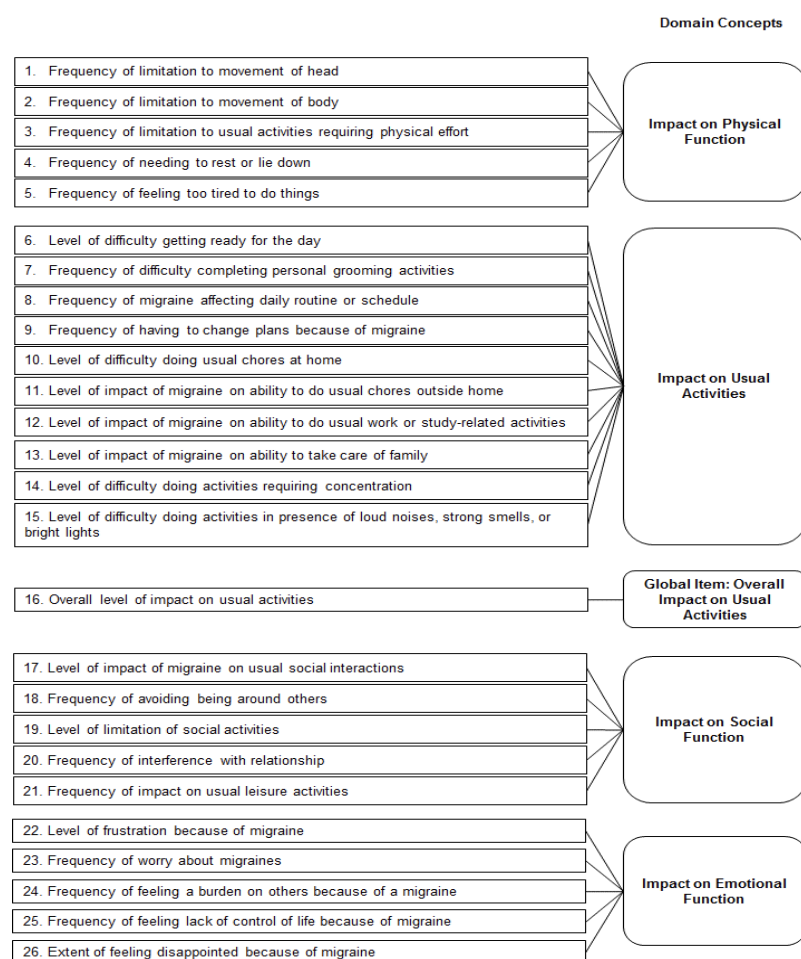 Domain Concepts
1. Frequency of limitation to movement of head
2. Frequency of limitation to movement of body
3. Frequency of limitation to usual activities requiring physical effort
4. Frequency of needing to rest or lie down
5. Frequency of feeling too tired to do things
Impact on Physical
Function
6. Level of difficulty getting ready for the day
7. Frequency of difficulty completing personal grooming activities
8. Frequency of migraine affecting daily routine or schedule
9. Frequency of having to change plans because of migraine
10. Level of difficulty doing usual chores at home
11. Level of impact of migraine on ability to do usual chores outside home
12. Level of impact of migraine on ability to do usual work or study-related activities
13. Level of impact of migraine on ability to take care of family
14. Level of difficulty doing activities requiring concentration
15. Level of difficulty doing activities in presence of loud noises, strong smells, or
bright lights
Impact on Usual
Activities
16. Overall level of impact on usual activities
Global Item: Overall
Impact on Usual
Activities
17. Level of impact of migraine on usual social interactions
18. Frequency of avoiding being around others
19. Level of limitation of social activities
20. Frequency of interference with relationship
21. Frequency of impact on usual leisure activities
Impact on Social
Function
22. Level of frustration because of migraine
23. Frequency of worry about migraines
24. Frequency of feeling a burden on others because of a migraine
25. Frequency of feeling lack of control of life because of migraine
26. Extent of feeling disappointed because of migraine
Impact on Emotional
Function